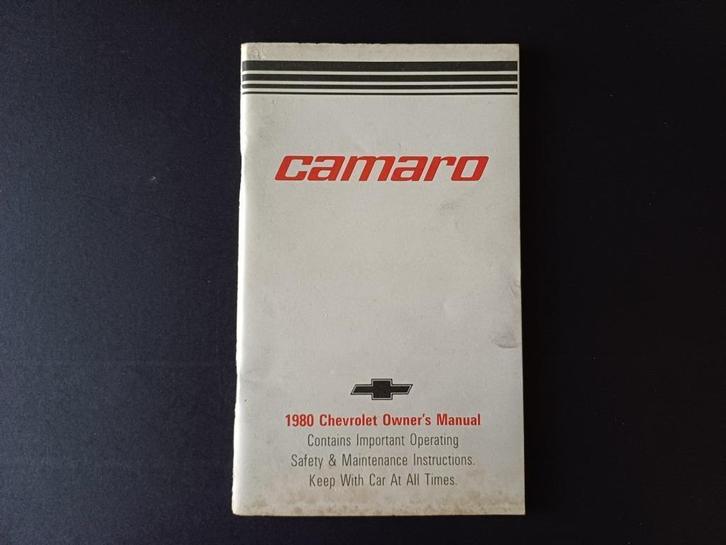 camaro
1980 Chevrolet Owner's Manual
Contains Important Operating
Safety & Maintenance Instructions.
Keep With Car At All Times.